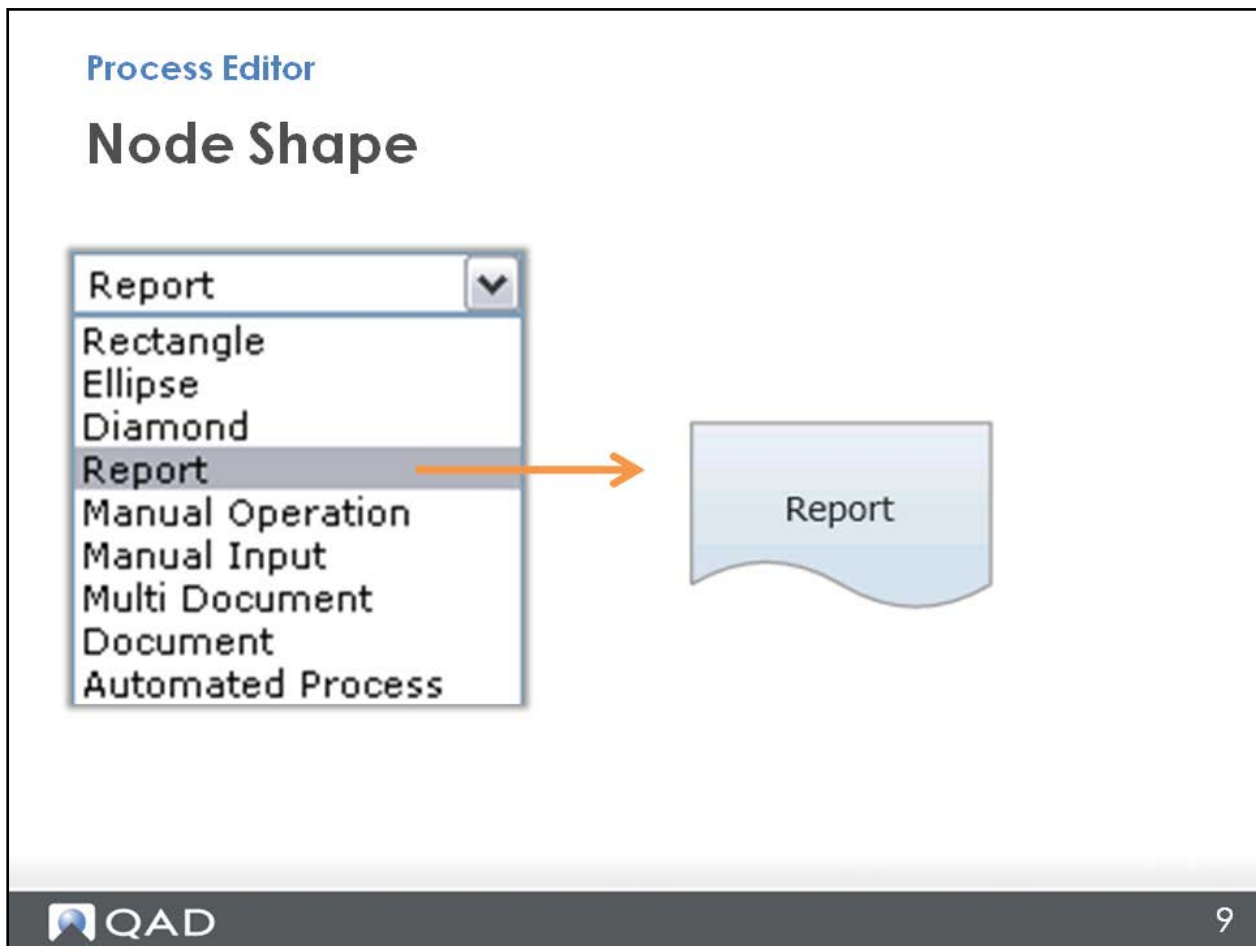 Process Editor
Node Shape
Report
Rectangle
Ellipse
Diamond
Report
Manual Operation
Manual Input
Multi Document
Document
Automated Process
Report
QAD
9